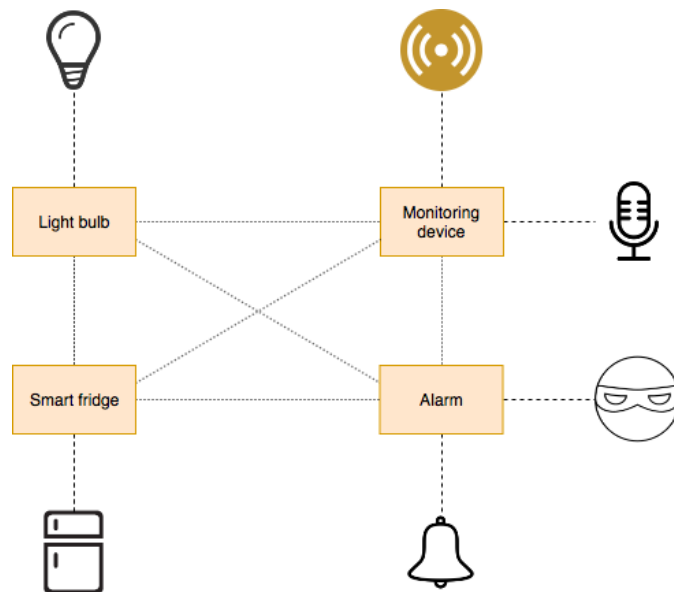 Light bulb
Monitoring
device
Smart fridge
Alarm